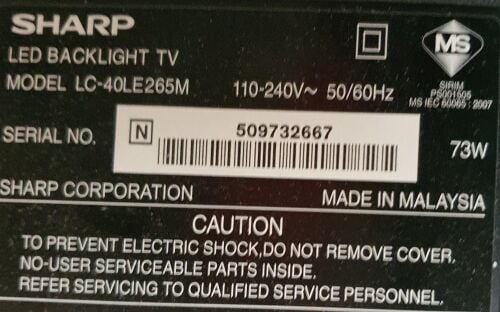 SHARP
LED BACKLIGHT TV
MODEL LC-40LE265M 110-240V~ 50/60Hz
MS
SIRIM
PS001505
MS IEC 60065 : 2007
SERIAL NO. N 509732667
73W
SHARP CORPORATION MADE IN MALAYSIA
CAUTION
TO PREVENT ELECTRIC SHOCK,DO NOT REMOVE COVER.
NO-USER SERVICEABLE PARTS INSIDE.
REFER SERVICING TO QUALIFIED SERVICE PERSONNEL.